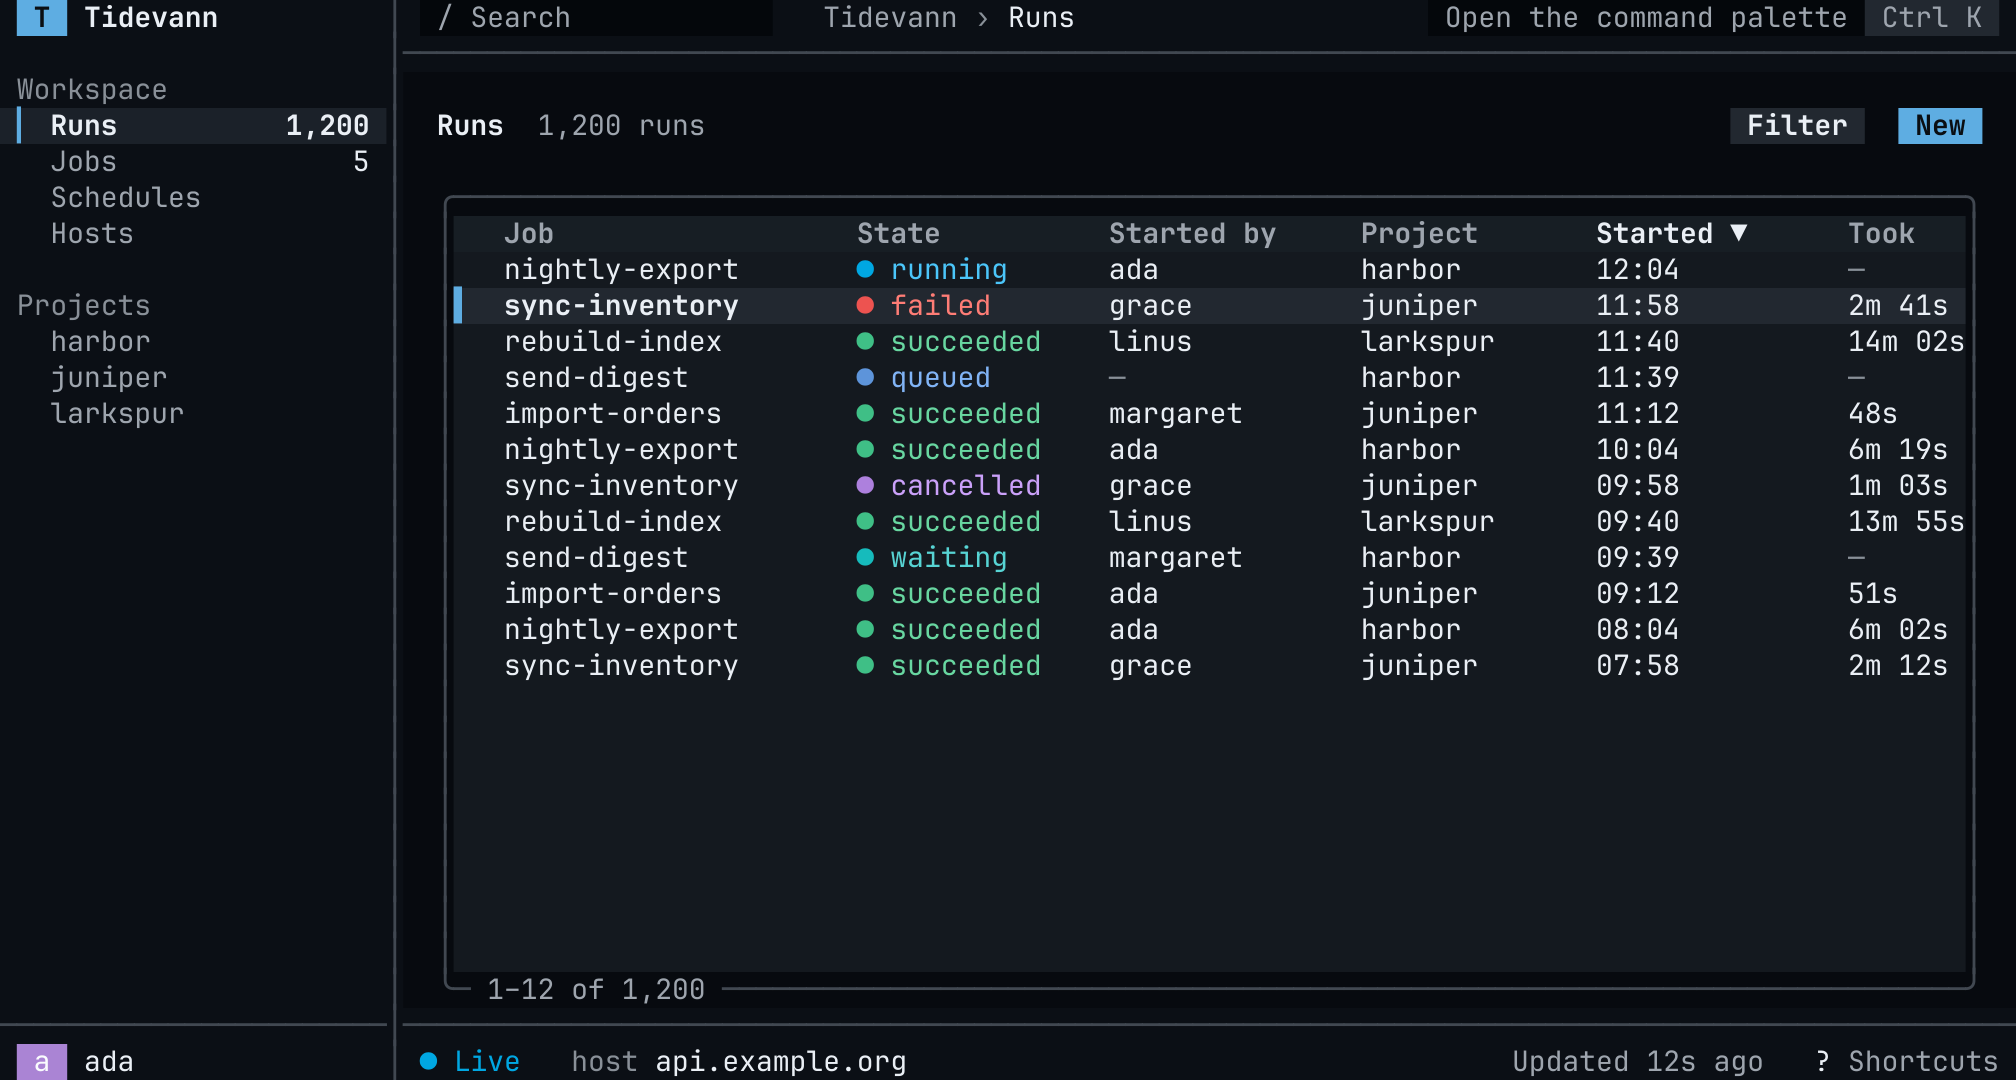 T Tidevann
/ Search
Tidevann › Runs
Open the command palette Ctrl K
Workspace
Runs 1,200
Jobs 5
Schedules
Hosts
Projects
harbor
juniper
larkspur
Runs 1,200 runs
Filter New
Job State Started by Project Started ▼ Took
nightly-export ● running ada harbor 12:04 —
sync-inventory ● failed grace juniper 11:58 2m 41s
rebuild-index ● succeeded linus larkspur 11:40 14m 02s
send-digest ● queued — harbor 11:39 —
import-orders ● succeeded margaret juniper 11:12 48s
nightly-export ● succeeded ada harbor 10:04 6m 19s
sync-inventory ● cancelled grace juniper 09:58 1m 03s
rebuild-index ● succeeded linus larkspur 09:40 13m 55s
send-digest ● waiting margaret harbor 09:39 —
import-orders ● succeeded ada juniper 09:12 51s
nightly-export ● succeeded ada harbor 08:04 6m 02s
sync-inventory ● succeeded grace juniper 07:58 2m 12s
1–12 of 1,200
a ada
● Live host api.example.org
Updated 12s ago ? Shortcuts